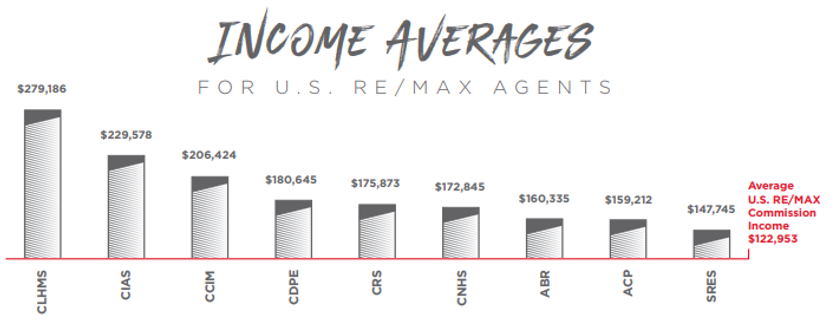 INCOME AVERAGES
FOR U.S. RE/MAX AGENTS
$279,186
$229,578
$206,424
$180,645
$175,873
$172,845
$160,335
$159,212
$147,745
Average
U.S. RE/MAX
Commission
Income
$122,953
CLHMS
CIAS
CCIM
CDPE
CRS
CNHS
ABR
ACP
SRES